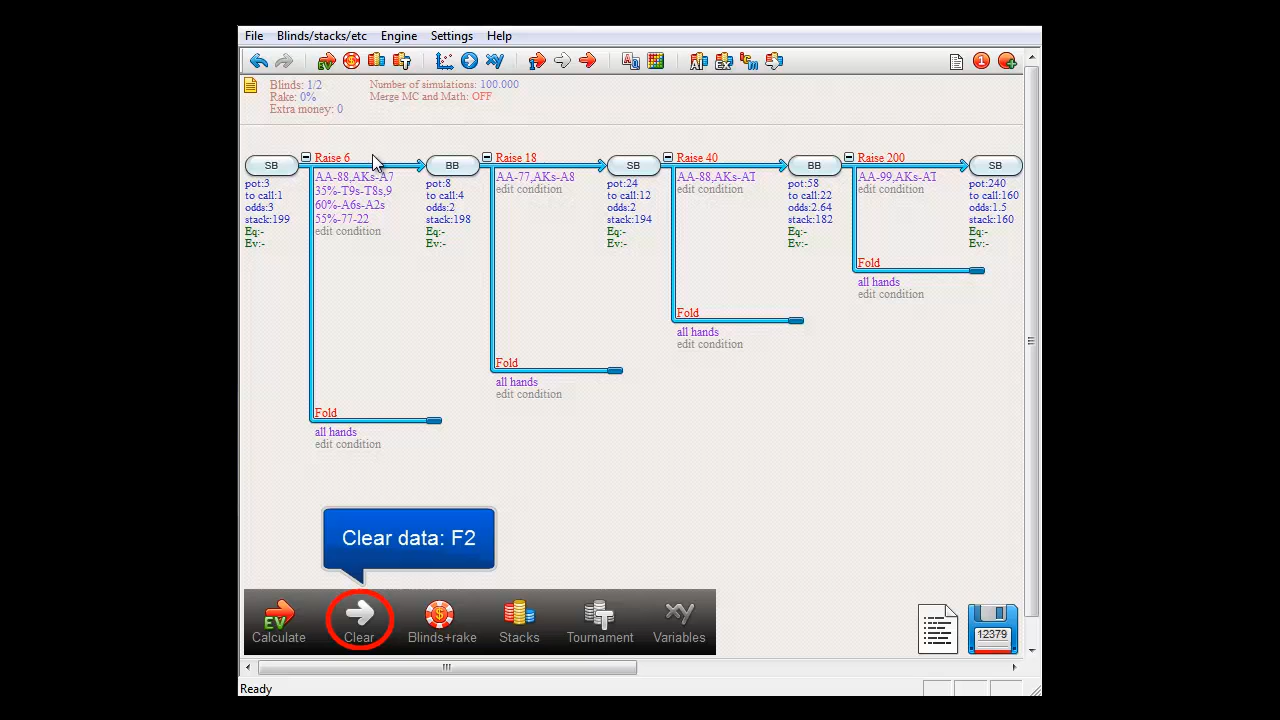 File Blinds/stacks/etc Engine Settings Help
Blinds: 1/2
Rake: 0%
Extra money: 0
Number of simulations: 100.000
Merge MC and Math: OFF
SB
Raise 6
AA-88,AKs-A7
35%-T9s-T8s,9
60%-A6s-A2s
55%-77-22
edit condition
pot:3
to call:1
odds:3
stack:199
Eq:-
Ev:-
Fold
all hands
edit condition
BB
Raise 18
AA-77,AKs-A8
edit condition
pot:8
to call:4
odds:2
stack:198
Eq:-
Ev:-
Fold
all hands
edit condition
SB
Raise 40
AA-88,AKs-AT
edit condition
pot:24
to call:12
odds:2
stack:194
Eq:-
Ev:-
Fold
all hands
edit condition
BB
Raise 200
AA-99,AKs-AT
edit condition
pot:58
to call:22
odds:2.64
stack:182
Eq:-
Ev:-
Fold
all hands
edit condition
SB
pot:240
to call:160
odds:1.5
stack:160
Eq:-
Ev:-
Clear data: F2
EV
Calculate Clear Blinds+rake Stacks Tournament Variables
12379
Ready